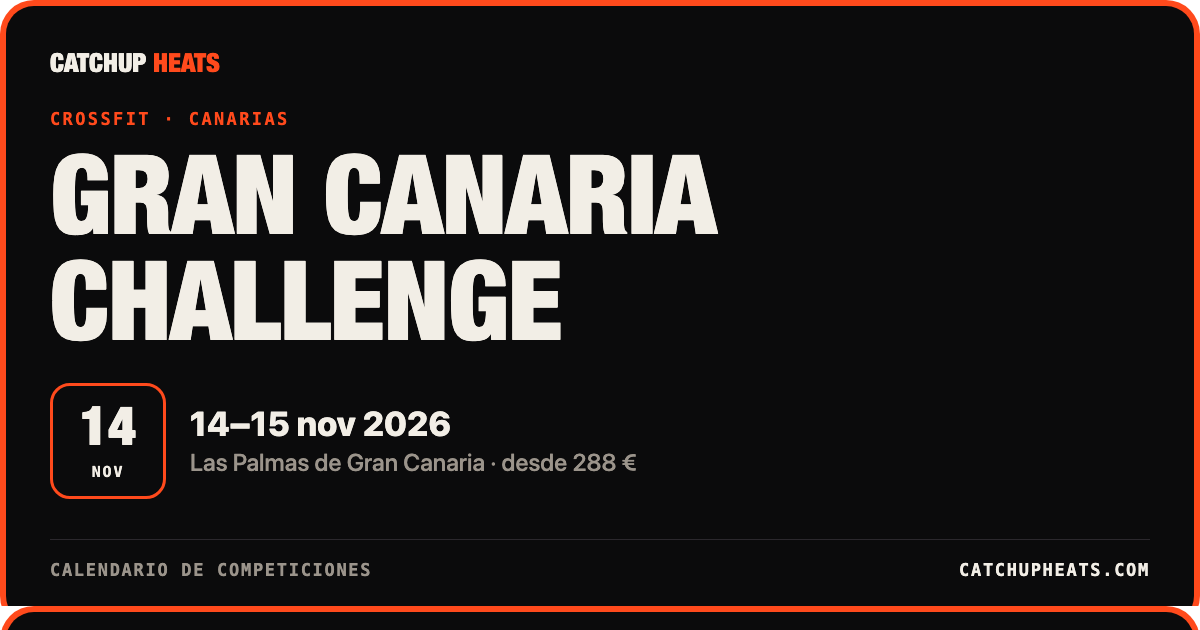 CATCHUP HEATS
CROSSFIT · CANARIAS
GRAN CANARIA
CHALLENGE
14
NOV
14–15 nov 2026
Las Palmas de Gran Canaria · desde 288 €
CALENDARIO DE COMPETICIONES
CATCHUPHEATS.COM